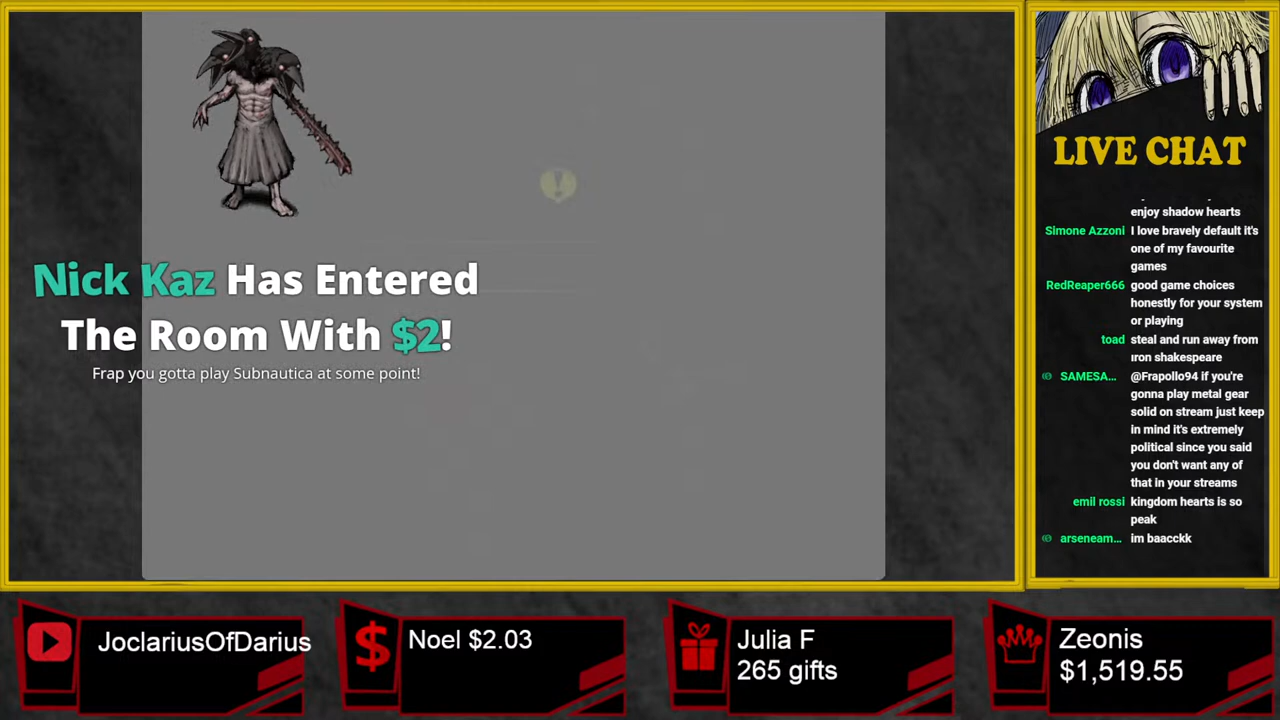 Nick Kaz Has Entered
The Room With $2!
Frap you gotta play Subnautica at some point!
LIVE CHAT
enjoy shadow hearts
Simone Azzoni I love bravely default it's
one of my favourite
games
RedReaper666 good game choices
honestly for your system
or playing
toad steal and run away from
iron shakespeare
SAMESA... @Frapollo94 if you're
gonna play metal gear
solid on stream just keep
in mind it's extremely
political since you said
you don't want any of
that in your streams
emil rossi kingdom hearts is so
peak
arseneam... im baacckk
JoclariusOfDarius
$
Noel $2.03
Julia F
265 gifts
Zeonis
$1,519.55